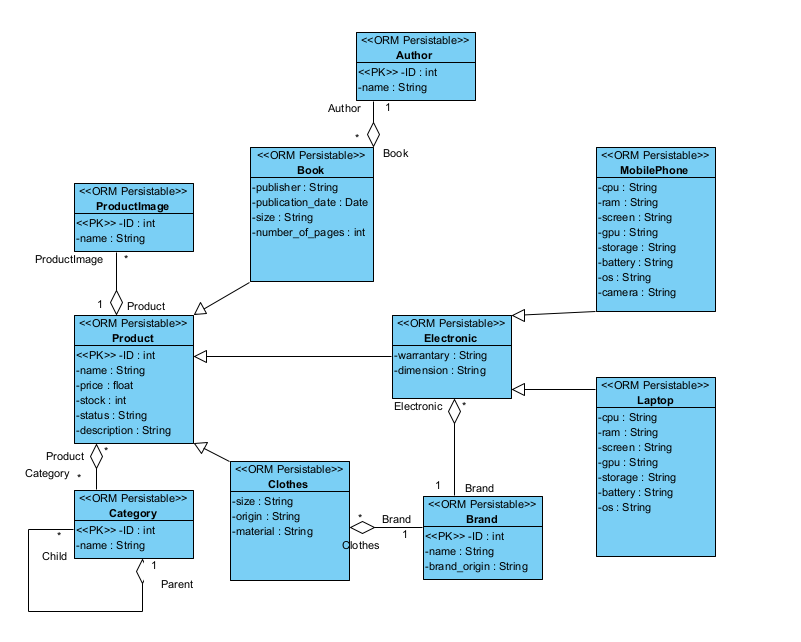 <<ORM Persistable>>
Author
<<PK>> -ID : int
-name : String
Author
1
*
Book
<<ORM Persistable>>
Book
-publisher : String
-publication_date : Date
-size : String
-number_of_pages : int
<<ORM Persistable>>
MobilePhone
-cpu : String
-ram : String
-screen : String
-gpu : String
-storage : String
-battery : String
-os : String
-camera : String
<<ORM Persistable>>
ProductImage
<<PK>> -ID : int
-name : String
ProductImage
*
1
Product
<<ORM Persistable>>
Product
<<PK>> -ID : int
-name : String
-price : float
-stock : int
-status : String
-description : String
<<ORM Persistable>>
Electronic
-warrantary : String
-dimension : String
Electronic
*
1
Brand
<<ORM Persistable>>
Laptop
-cpu : String
-ram : String
-screen : String
-gpu : String
-storage : String
-battery : String
-os : String
Product
*
Category
*
<<ORM Persistable>>
Category
<<PK>> -ID : int
-name : String
*
Child
1
Parent
<<ORM Persistable>>
Clothes
-size : String
-origin : String
-material : String
*
Clothes
Brand
1
<<ORM Persistable>>
Brand
<<PK>> -ID : int
-name : String
-brand_origin : String